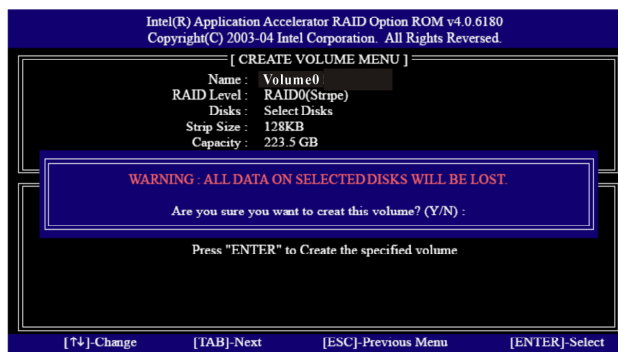 Intel(R) Application Accelerator RAID Option ROM v4.0.6180
Copyright(C) 2003-04 Intel Corporation. All Rights Reversed.
[ CREATE VOLUME MENU ]
Name : Volume0
RAID Level : RAID0(Stripe)
Disks : Select Disks
Strip Size : 128KB
Capacity : 223.5 GB
WARNING : ALL DATA ON SELECTED DISKS WILL BE LOST.
Are you sure you want to creat this volume? (Y/N) :
Press "ENTER" to Create the specified volume
[↑↓]-Change [TAB]-Next [ESC]-Previous Menu [ENTER]-Select